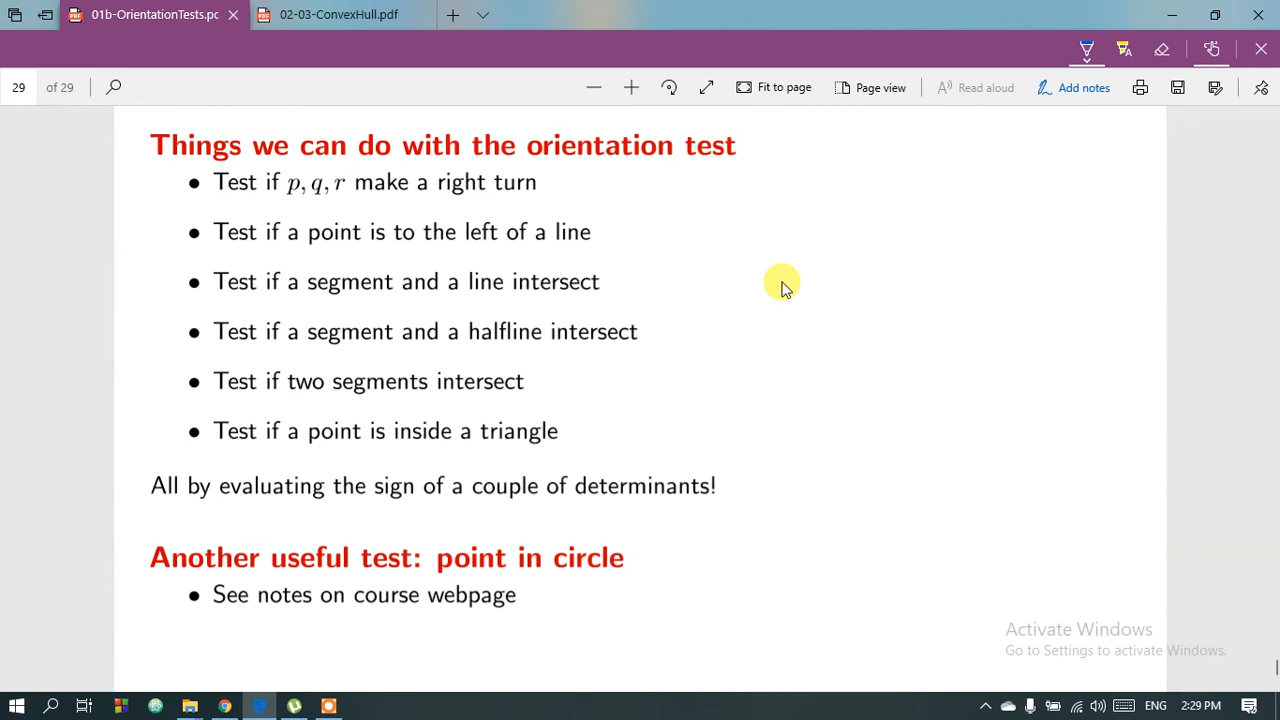 01b-OrientationTests.pc
02-03-ConvexHull.pdf
29 of 29
Fit to page
Page view
Read aloud
Add notes
Things we can do with the orientation test
• Test if p, q, r make a right turn
• Test if a point is to the left of a line
• Test if a segment and a line intersect
• Test if a segment and a halfline intersect
• Test if two segments intersect
• Test if a point is inside a triangle
All by evaluating the sign of a couple of determinants!
Another useful test: point in circle
• See notes on course webpage
Activate Windows
Go to Settings to activate Windows.
ENG
2:29 PM